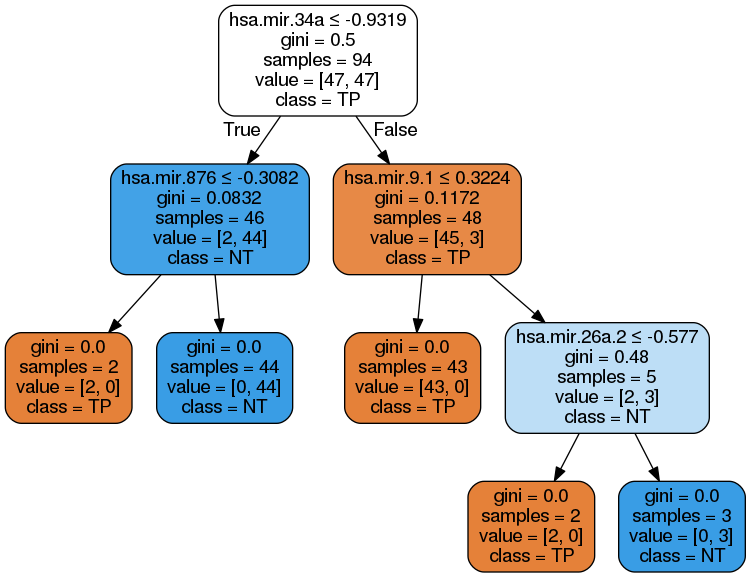 hsa.mir.34a ≤ -0.9319
gini = 0.5
samples = 94
value = [47, 47]
class = TP
True
False
hsa.mir.876 ≤ -0.3082
gini = 0.0832
samples = 46
value = [2, 44]
class = NT
hsa.mir.9.1 ≤ 0.3224
gini = 0.1172
samples = 48
value = [45, 3]
class = TP
gini = 0.0
samples = 2
value = [2, 0]
class = TP
gini = 0.0
samples = 44
value = [0, 44]
class = NT
gini = 0.0
samples = 43
value = [43, 0]
class = TP
hsa.mir.26a.2 ≤ -0.577
gini = 0.48
samples = 5
value = [2, 3]
class = NT
gini = 0.0
samples = 2
value = [2, 0]
class = TP
gini = 0.0
samples = 3
value = [0, 3]
class = NT